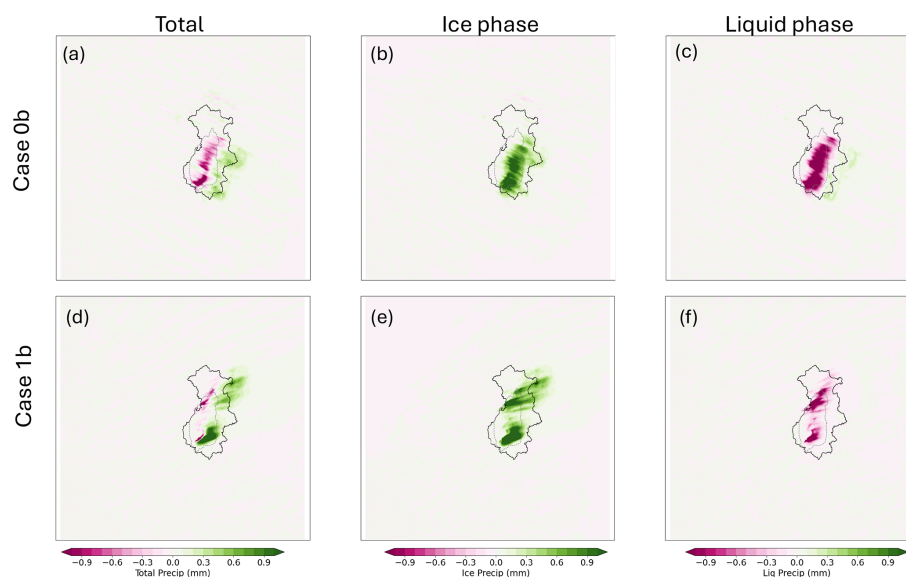 Total Ice phase Liquid phase
(a) (b) (c)
Case 0b
(d) (e) (f)
Case 1b
−0.9 −0.6 −0.3 0.0 0.3 0.6 0.9 −0.9 −0.6 −0.3 0.0 0.3 0.6 0.9 −0.9 −0.6 −0.3 0.0 0.3 0.6 0.9
Total Precip (mm) Ice Precip (mm) Liq Precip (mm)